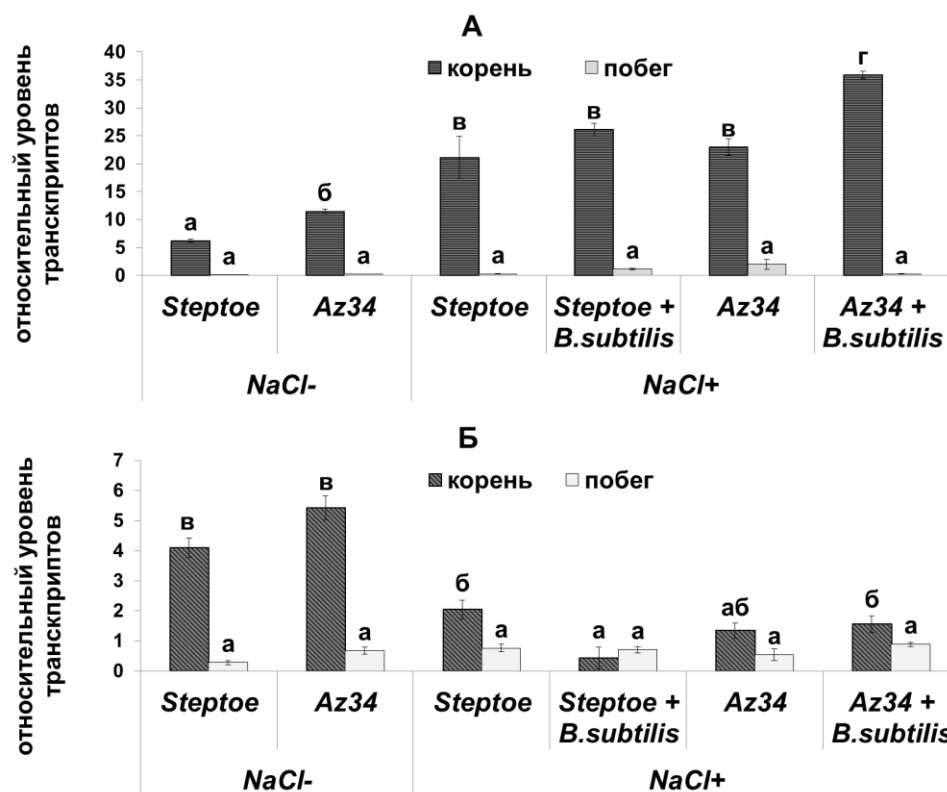 А
относительный уровень
транскприптов
40
35
30
25
20
15
10
5
0
корень побег
а
а
б
а
в
а
в
а
в
а
г
Steptoe Az34 Steptoe Steptoe + Az34 Az34 +
B.subtilis B.subtilis
NaCl- NaCl+
Б
относительный уровень
транскприптов
7
6
5
4
3
2
1
0
корень побег
в
а
в
а
б
а
а
а
аб
а
б
а
Steptoe Az34 Steptoe Steptoe + Az34 Az34 +
B.subtilis B.subtilis
NaCl- NaCl+